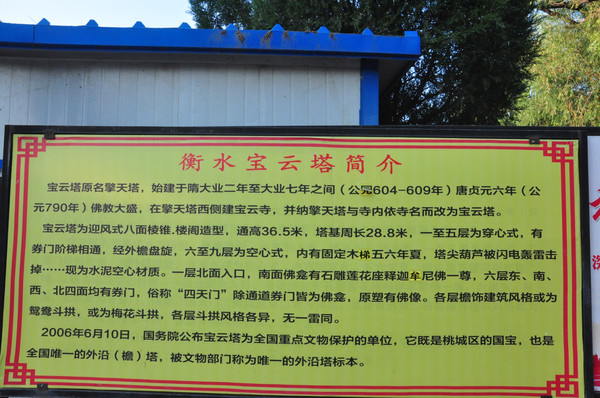 衡水宝云塔简介
宝云塔原名擎天塔，始建于隋大业二年至大业七年之间（公元604-609年）唐贞元六年（公
元790年）佛教大盛，在擎天塔西侧建宝云寺，并纳擎天塔与寺内依寺名而改为宝云塔。
宝云塔为迎风式八面棱锥.楼阁造型，通高36.5米，塔基周长28.8米，一至五层为穿心式，有
券门阶梯相通，经外檐盘旋，六至九层为空心式，内有固定木梯五六年夏，塔尖葫芦被闪电轰雷击
掉……现为水泥空心材质。一层北面入口，南面佛龛有石雕莲花座释迦牟尼佛一尊，六层东、南、
西、北四面均有券门，俗称“四天门”除通道券门皆为佛龛，原塑有佛像。各层檐饰建筑风格或为
鸳鸯斗拱，或为梅花斗拱，各层斗拱风格各异，无一雷同。
2006年6月10日，国务院公布宝云塔为全国重点文物保护的单位，它既是桃城区的国宝，也是
全国唯一的外沿（檐）塔，被文物部门称为唯一的外沿塔标本。